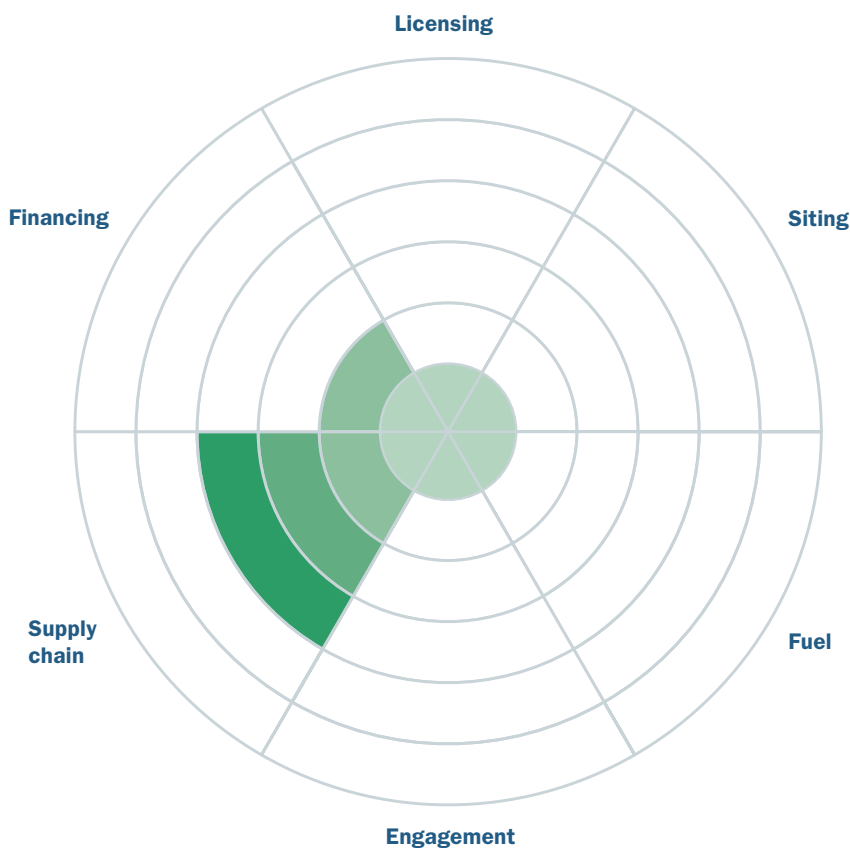 Licensing
Financing
Siting
Supply
chain
Fuel
Engagement